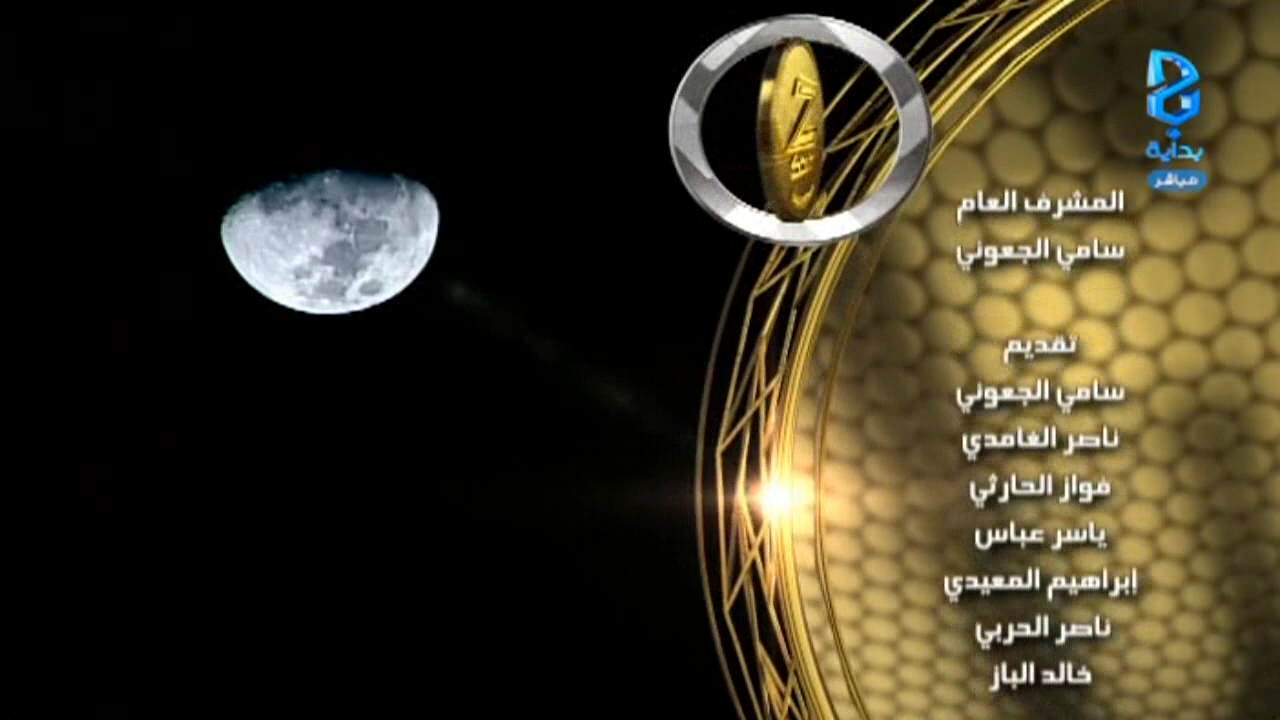 بداية
مباشر
المشرف العام
سامي الجعوني
تقديم
سامي الجعوني
ناصر الغامدي
فواز الحارثي
ياسر عباس
إبراهيم المعيدي
ناصر الحربي
خالد الباز